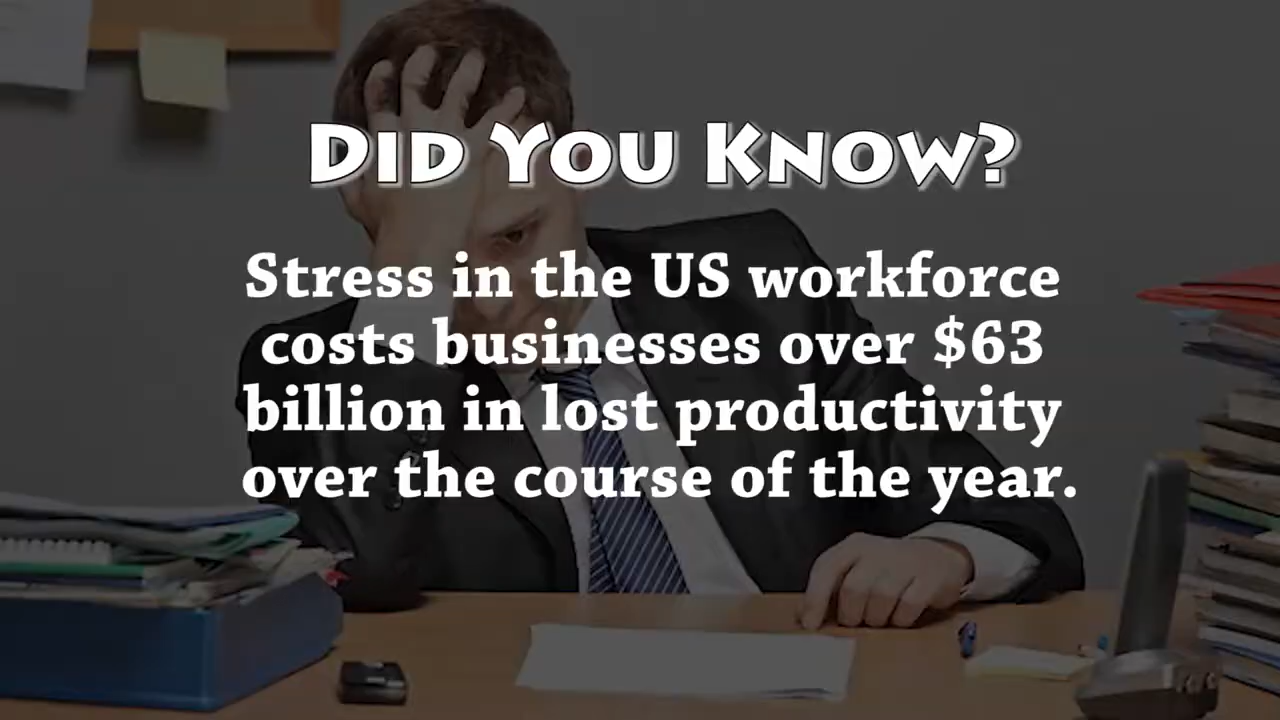 Did You Know?
Stress in the US workforce
costs businesses over $63
billion in lost productivity
over the course of the year.